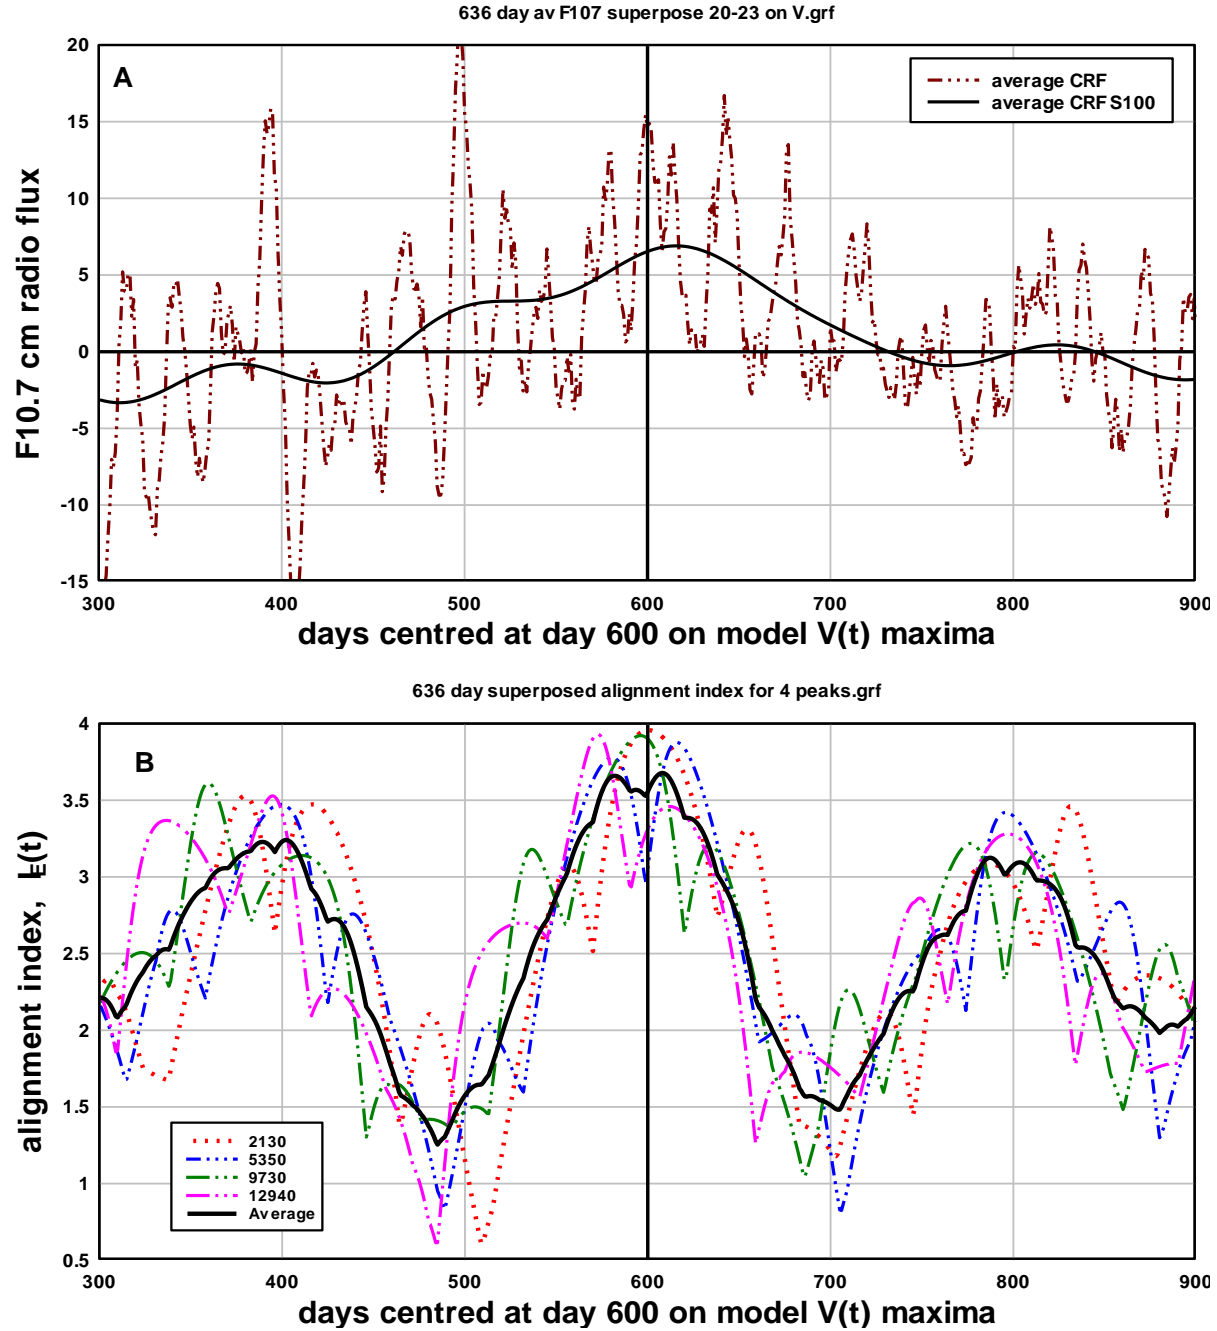 636 day av F107 superpose 20-23 on V.grf
A
average CRF
average CRF S100
F10.7 cm radio flux
20
15
10
5
0
-5
-10
-15
300 400 500 600 700 800 900
days centred at day 600 on model V(t) maxima
636 day superposed alignment index for 4 peaks.grf
B
alignment index, IE(t)
4
3.5
3
2.5
2
1.5
1
0.5
2130
5350
9730
12940
Average
300 400 500 600 700 800 900
days centred at day 600 on model V(t) maxima